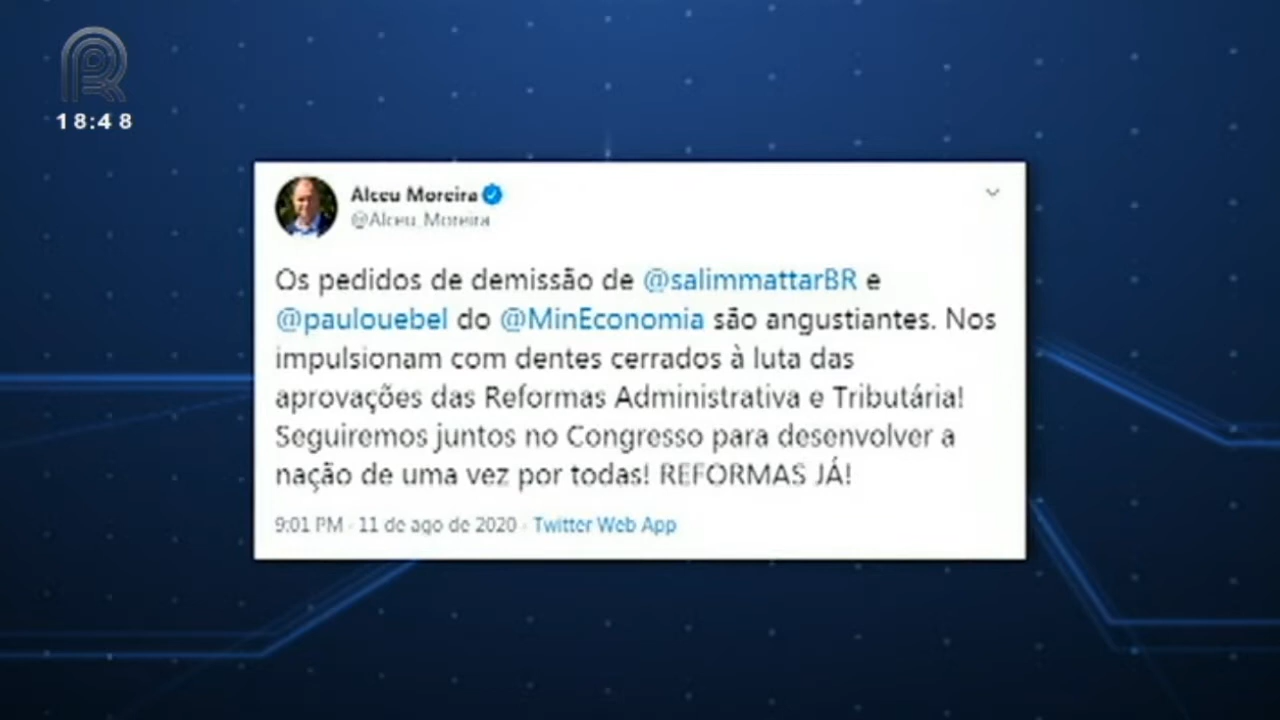 18:48
Alceu Moreira
@Alceu_Moreira
Os pedidos de demissão de @salimmattarBR e
@paulouebel do @MinEconomia são angustiantes. Nos
impulsionam com dentes cerrados à luta das
aprovações das Reformas Administrativa e Tributária!
Seguiremos juntos no Congresso para desenvolver a
nação de uma vez por todas! REFORMAS JÁ!
9:01 PM · 11 de ago de 2020 · Twitter Web App